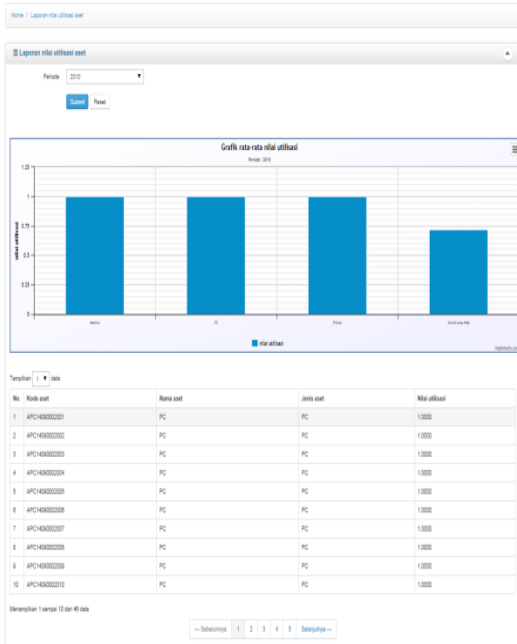 Home / Laporan nilai utilisasi aset
Laporan nilai utilisasi aset
Periode 2010
Submit Reset
Grafik rata-rata nilai utilisasi
Periode : 2010
1.25
1
0.75
0.5
0.25
0
nilai utilisasi
PC
Printer
nilai utilisasi
Highcharts.com
Tampilkan 1 data
No. Kode aset Nama aset Jenis aset Nilai utilisasi
1 APC14090002001 PC PC 1.0000
2 APC14090002002 PC PC 1.0000
3 APC14090002003 PC PC 1.0000
4 APC14090002004 PC PC 1.0000
5 APC14090002005 PC PC 1.0000
6 APC14090002006 PC PC 1.0000
7 APC14090002007 PC PC 1.0000
8 APC14090002008 PC PC 1.0000
9 APC14090002009 PC PC 1.0000
10 APC14090002010 PC PC 1.0000
Menampilkan 1 sampai 10 dari 46 data
← Sebelumnya 1 2 3 4 5 Selanjutnya →